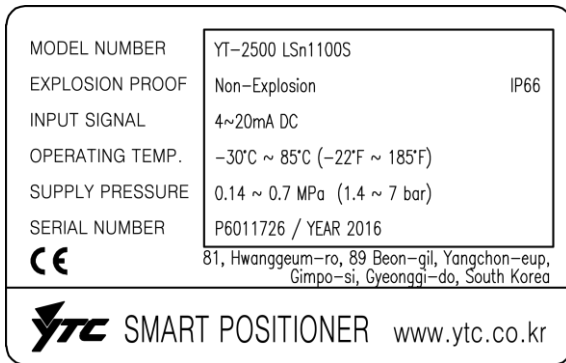 MODEL NUMBER YT-2500 LSn1100S
EXPLOSION PROOF Non-Explosion IP66
INPUT SIGNAL 4~20mA DC
OPERATING TEMP. -30°C ~ 85°C (-22°F ~ 185°F)
SUPPLY PRESSURE 0.14 ~ 0.7 MPa (1.4 ~ 7 bar)
SERIAL NUMBER P6011726 / YEAR 2016
CE 81, Hwanggeum-ro, 89 Beon-gil, Yangchon-eup,
Gimpo-si, Gyeonggi-do, South Korea
YTC SMART POSITIONER www.ytc.co.kr